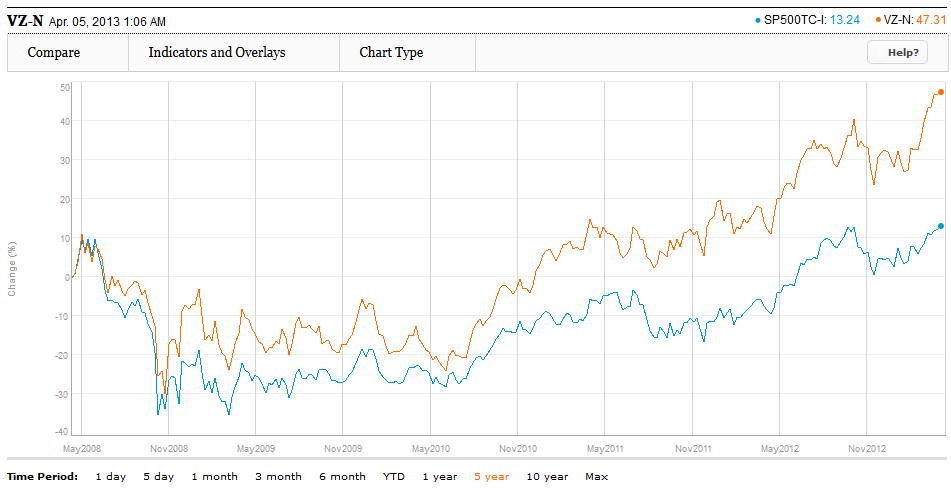 VZ-N Apr. 05, 2013 1:06 AM SP500TC-I: 13.24 VZ-N: 47.31
Compare Indicators and Overlays Chart Type Help?
50
40
30
20
10
0
-10
-20
-30
-40
Change (%)
May2008 Nov2008 May2009 Nov2009 May2010 Nov2010 May2011 Nov2011 May2012 Nov2012
Time Period: 1 day 5 day 1 month 3 month 6 month YTD 1 year 5 year 10 year Max